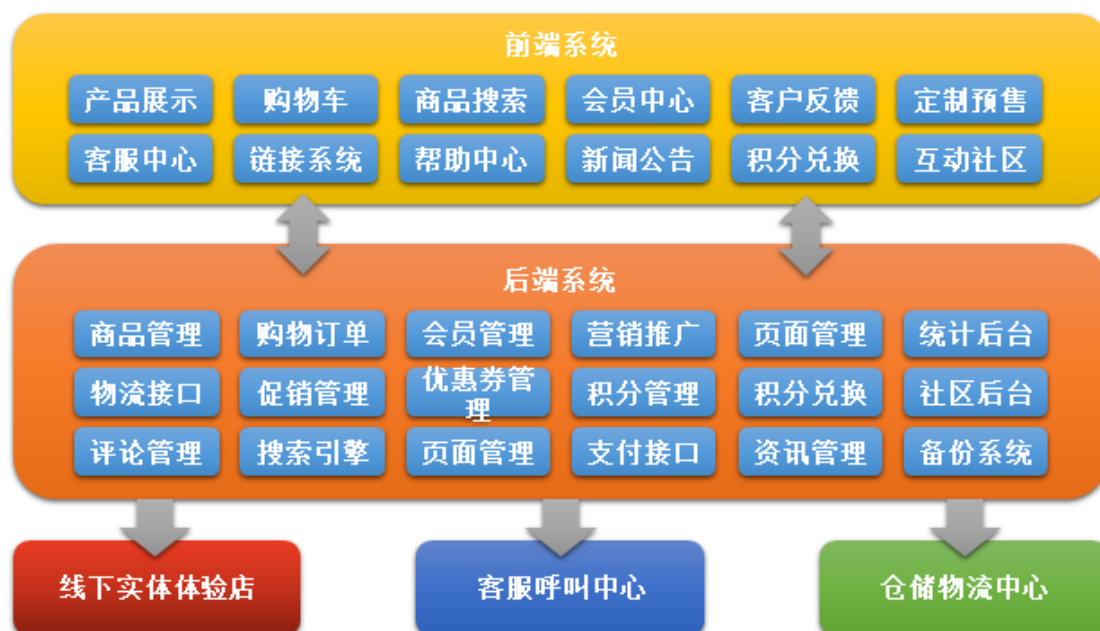 前端系统
产品展示 购物车 商品搜索 会员中心 客户反馈 定制预售
客服中心 链接系统 帮助中心 新闻公告 积分兑换 互动社区
后端系统
商品管理 购物订单 会员管理 营销推广 页面管理 统计后台
物流接口 促销管理 优惠券管理 积分管理 积分兑换 社区后台
评论管理 搜索引擎 页面管理 支付接口 资讯管理 备份系统
线下实体体验店 客服呼叫中心 仓储物流中心